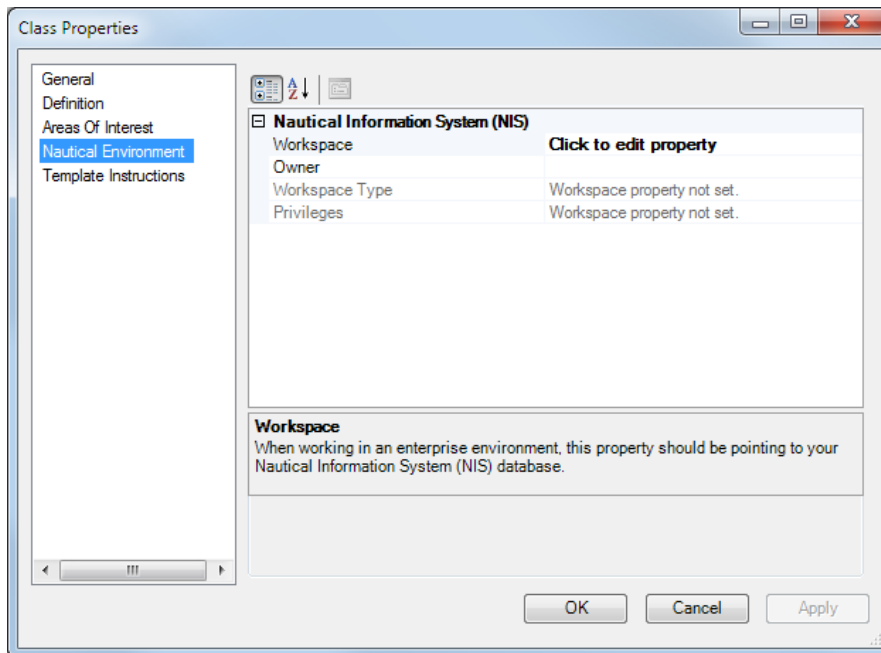 Class Properties
General
Definition
Areas Of Interest
Nautical Environment
Template Instructions
A
Z
Nautical Information System (NIS)
Workspace Click to edit property
Owner
Workspace Type Workspace property not set.
Privileges Workspace property not set.
Workspace
When working in an enterprise environment, this property should be pointing to your
Nautical Information System (NIS) database.
OK Cancel Apply